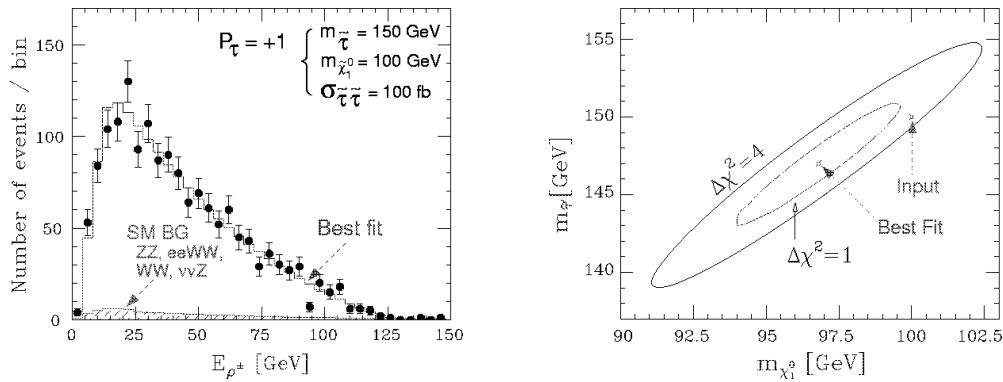 Number of events / bin
150
100
50
0
0 25 50 75 100 125 150
E_ρ± [GeV]
P_τ = +1
m_τ̃ = 150 GeV
m_χ̃₁⁰ = 100 GeV
σ_τ̃τ̃ = 100 fb
SM BG
ZZ, eeWW,
WW, ννZ
Best fit
m_τ̃ [GeV]
155
150
145
140
90 92.5 95 97.5 100 102.5
m_χ̃₁⁰ [GeV]
Δχ²=4
Δχ²=1
Input
Best Fit